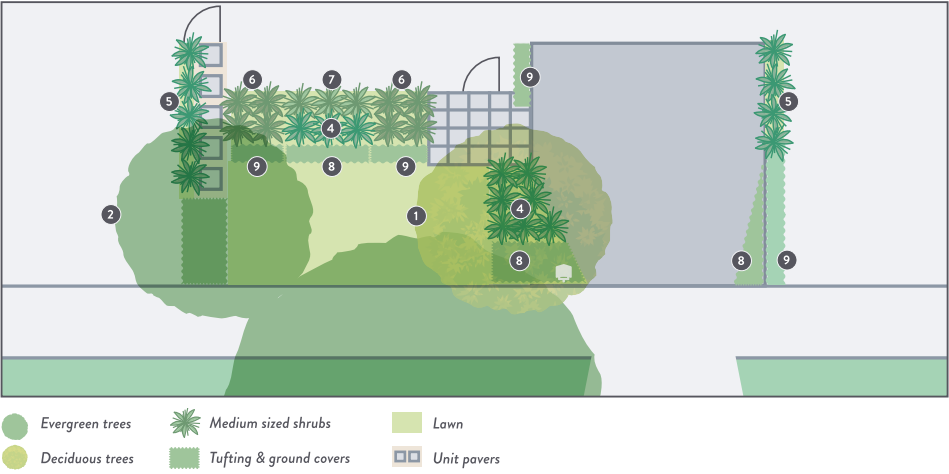 6 7 6 9
5 5
4
9 8 9
2 1 4
8 8 9
Evergreen trees Medium sized shrubs Lawn
Deciduous trees Tufting & ground covers Unit pavers